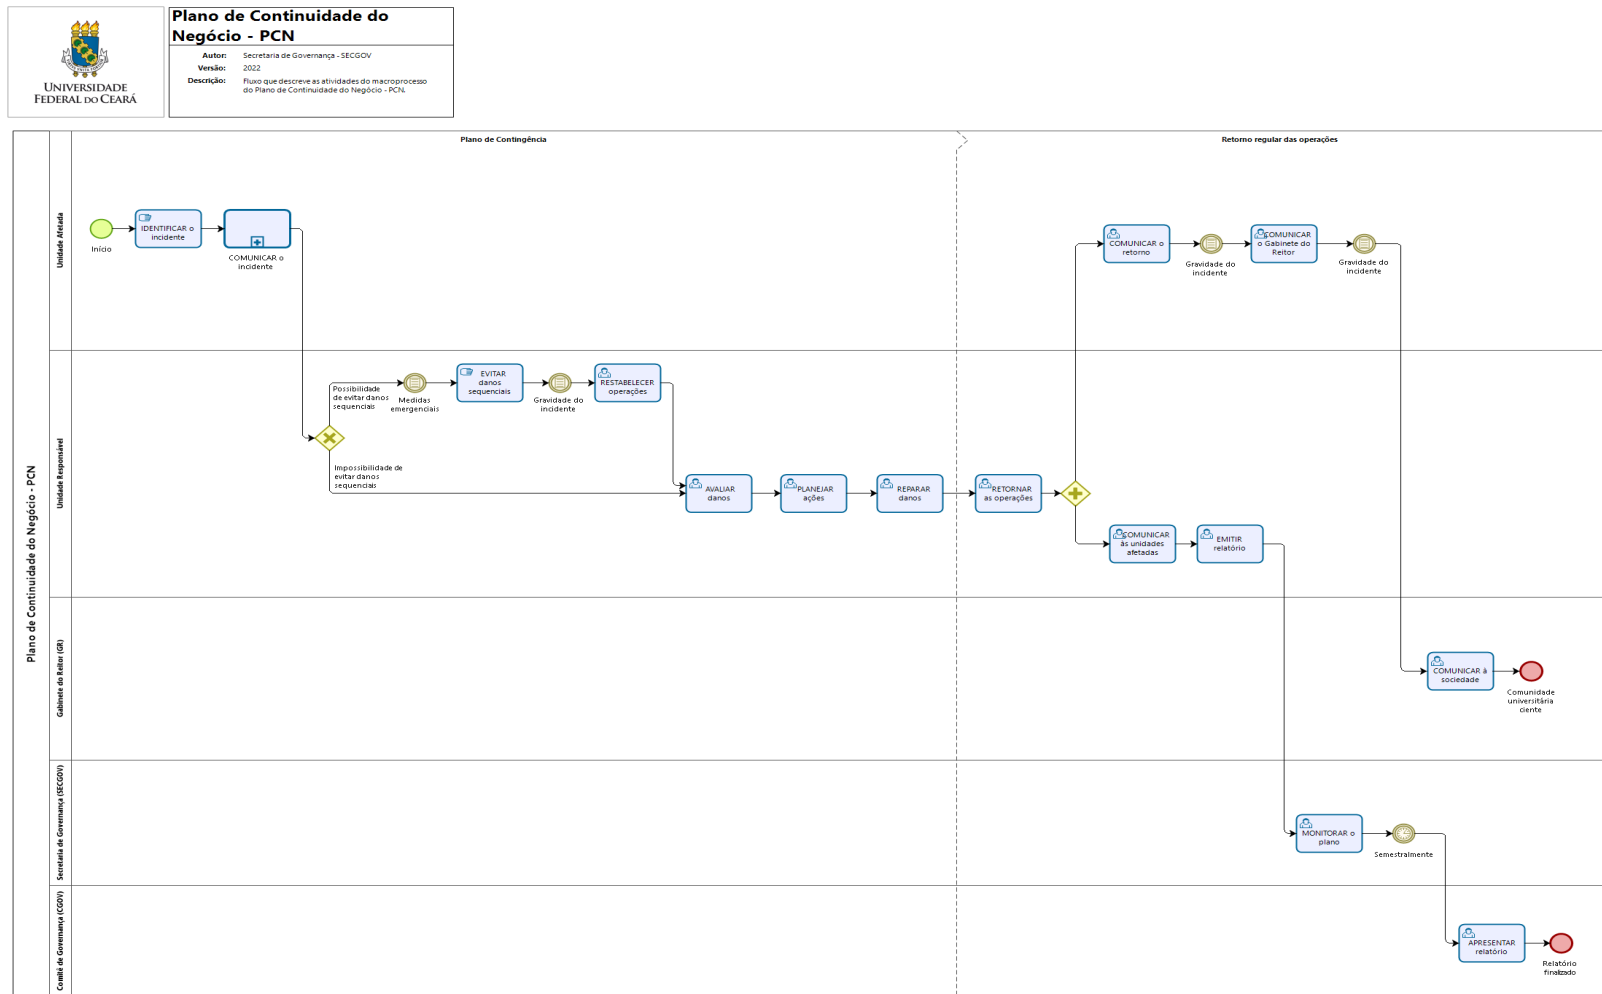 UNIVERSIDADE
FEDERAL DO CEARÁ
Plano de Continuidade do
Negócio - PCN
Autor: Secretaria de Governança - SECGOV
Versão: 2022
Descrição: Fluxo que descreve as atividades do macroprocesso
do Plano de Continuidade do Negócio - PCN.
Plano de Continuidade do Negócio - PCN
Plano de Contingência
Retorno regular das operações
Unidade Afetada
Início
IDENTIFICAR o
incidente
COMUNICAR o
incidente
COMUNICAR o
retorno
Gravidade do
incidente
COMUNICAR
o Gabinete do
Reitor
Gravidade do
incidente
Unidade Responsável
Possibilidade
de evitar danos
sequenciais
Medidas
emergenciais
EVITAR
danos
sequenciais
Gravidade do
incidente
RESTABELECER
operações
Impossibilidade de
evitar danos
sequenciais
AVALIAR
danos
PLANEJAR
ações
REPARAR
danos
RETORNAR
as operações
COMUNICAR
às unidades
afetadas
EMITIR
relatório
Gabinete do Reitor (GR)
COMUNICAR à
sociedade
Comunidade
universitária
ciente
Secretaria de Governança (SECGOV)
MONITORAR o
plano
Semestralmente
Comitê de Governança (CGOV)
APRESENTAR
relatório
Relatório
finalizado